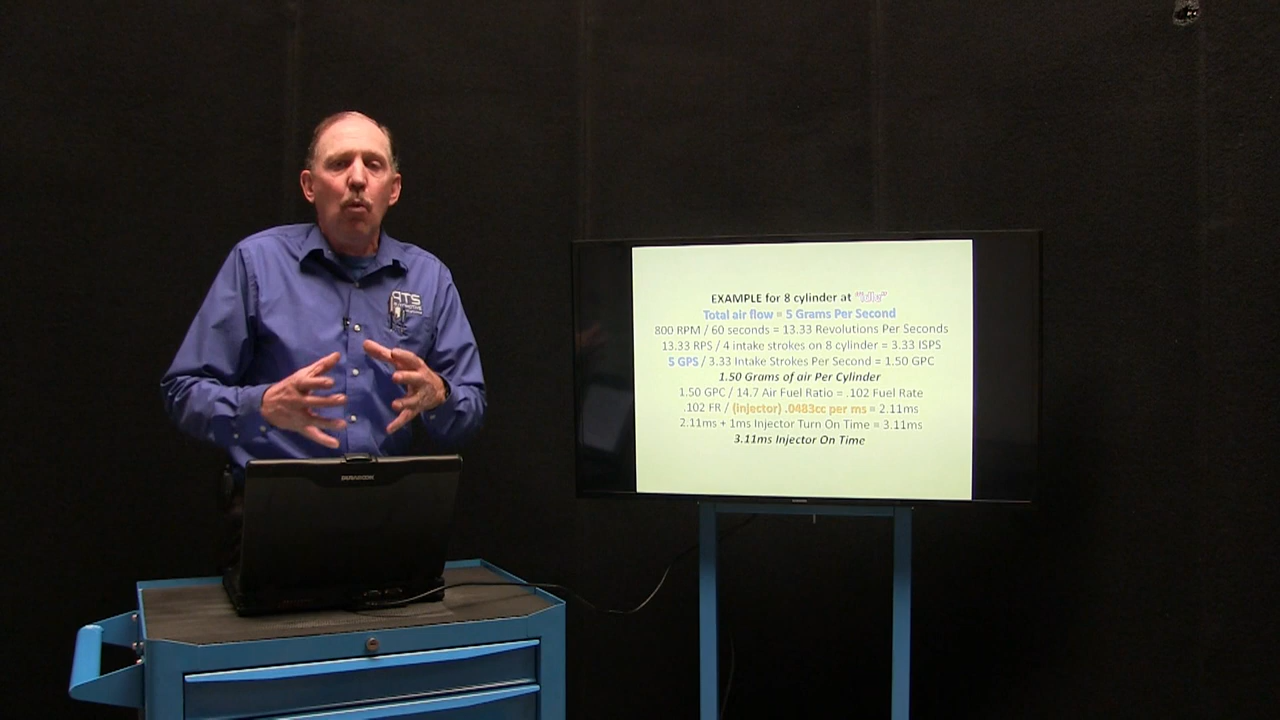 EXAMPLE for 8 cylinder at "idle"
Total air flow = 5 Grams Per Second
800 RPM / 60 seconds = 13.33 Revolutions Per Seconds
13.33 RPS / 4 intake strokes on 8 cylinder = 3.33 ISPS
5 GPS / 3.33 Intake Strokes Per Second = 1.50 GPC
1.50 Grams of air Per Cylinder
1.50 GPC / 14.7 Air Fuel Ratio = .102 Fuel Rate
.102 FR / (injector) .0483cc per ms = 2.11ms
2.11ms + 1ms Injector Turn On Time = 3.11ms
3.11ms Injector On Time
ATS
DURABOOK